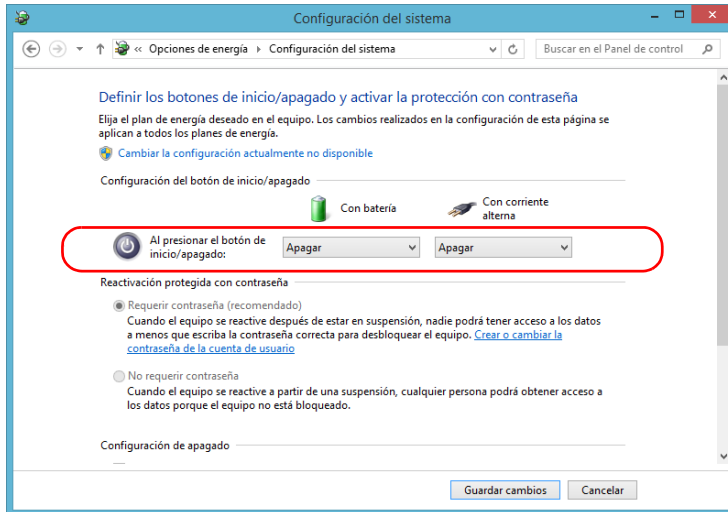 Configuración del sistema
« Opciones de energía Configuración del sistema
Buscar en el Panel de control
Definir los botones de inicio/apagado y activar la protección con contraseña
Elija el plan de energía deseado en el equipo. Los cambios realizados en la configuración de esta página se
aplican a todos los planes de energía.
Cambiar la configuración actualmente no disponible
Configuración del botón de inicio/apagado
Con batería
Con corriente
alterna
Al presionar el botón de
inicio/apagado:
Apagar
Apagar
Reactivación protegida con contraseña
Requerir contraseña (recomendado)
Cuando el equipo se reactive después de estar en suspensión, nadie podrá tener acceso a los datos
a menos que escriba la contraseña correcta para desbloquear el equipo. Crear o cambiar la
contraseña de la cuenta de usuario
No requerir contraseña
Cuando el equipo se reactive a partir de una suspensión, cualquier persona podrá obtener acceso a
los datos porque el equipo no está bloqueado.
Configuración de apagado
Guardar cambios
Cancelar